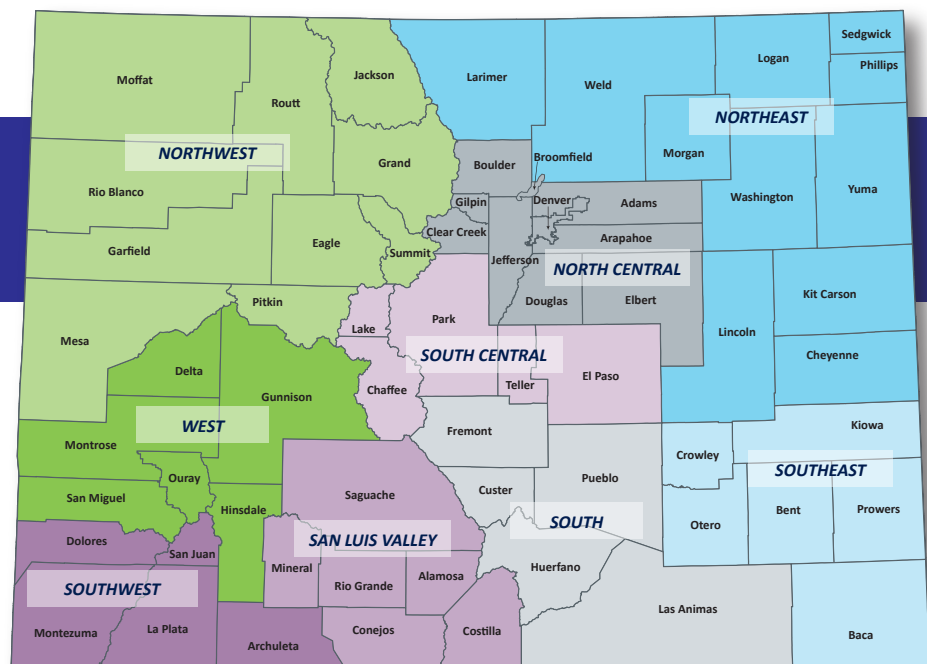 Sedgwick
Logan
Phillips
Jackson
Larimer
Moffat
Weld
Routt
NORTHEAST
NORTHWEST
Morgan
Broomfield
Grand
Boulder
Rio Blanco
Yuma
Washington
Denver
Gilpin
Adams
Clear Creek
Arapahoe
Eagle
Garfield
Summit
Jefferson
NORTH CENTRAL
Kit Carson
Pitkin
Douglas
Elbert
Park
Lake
Lincoln
Mesa
SOUTH CENTRAL
Cheyenne
Delta
El Paso
Teller
Chaffee
Gunnison
WEST
Kiowa
Fremont
Montrose
Crowley
SOUTHEAST
Ouray
Pueblo
Custer
Saguache
San Miguel
Hinsdale
Bent
Prowers
Otero
SOUTH
Dolores
SAN LUIS VALLEY
San Juan
Mineral
Huerfano
Alamosa
Rio Grande
SOUTHWEST
Las Animas
La Plata
Conejos
Costilla
Montezuma
Baca
Archuleta